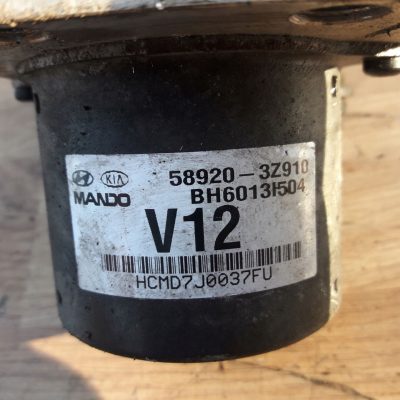 KIA 58920-3Z910
MANDO BH6013I504
V12
HCMD7J0037FU